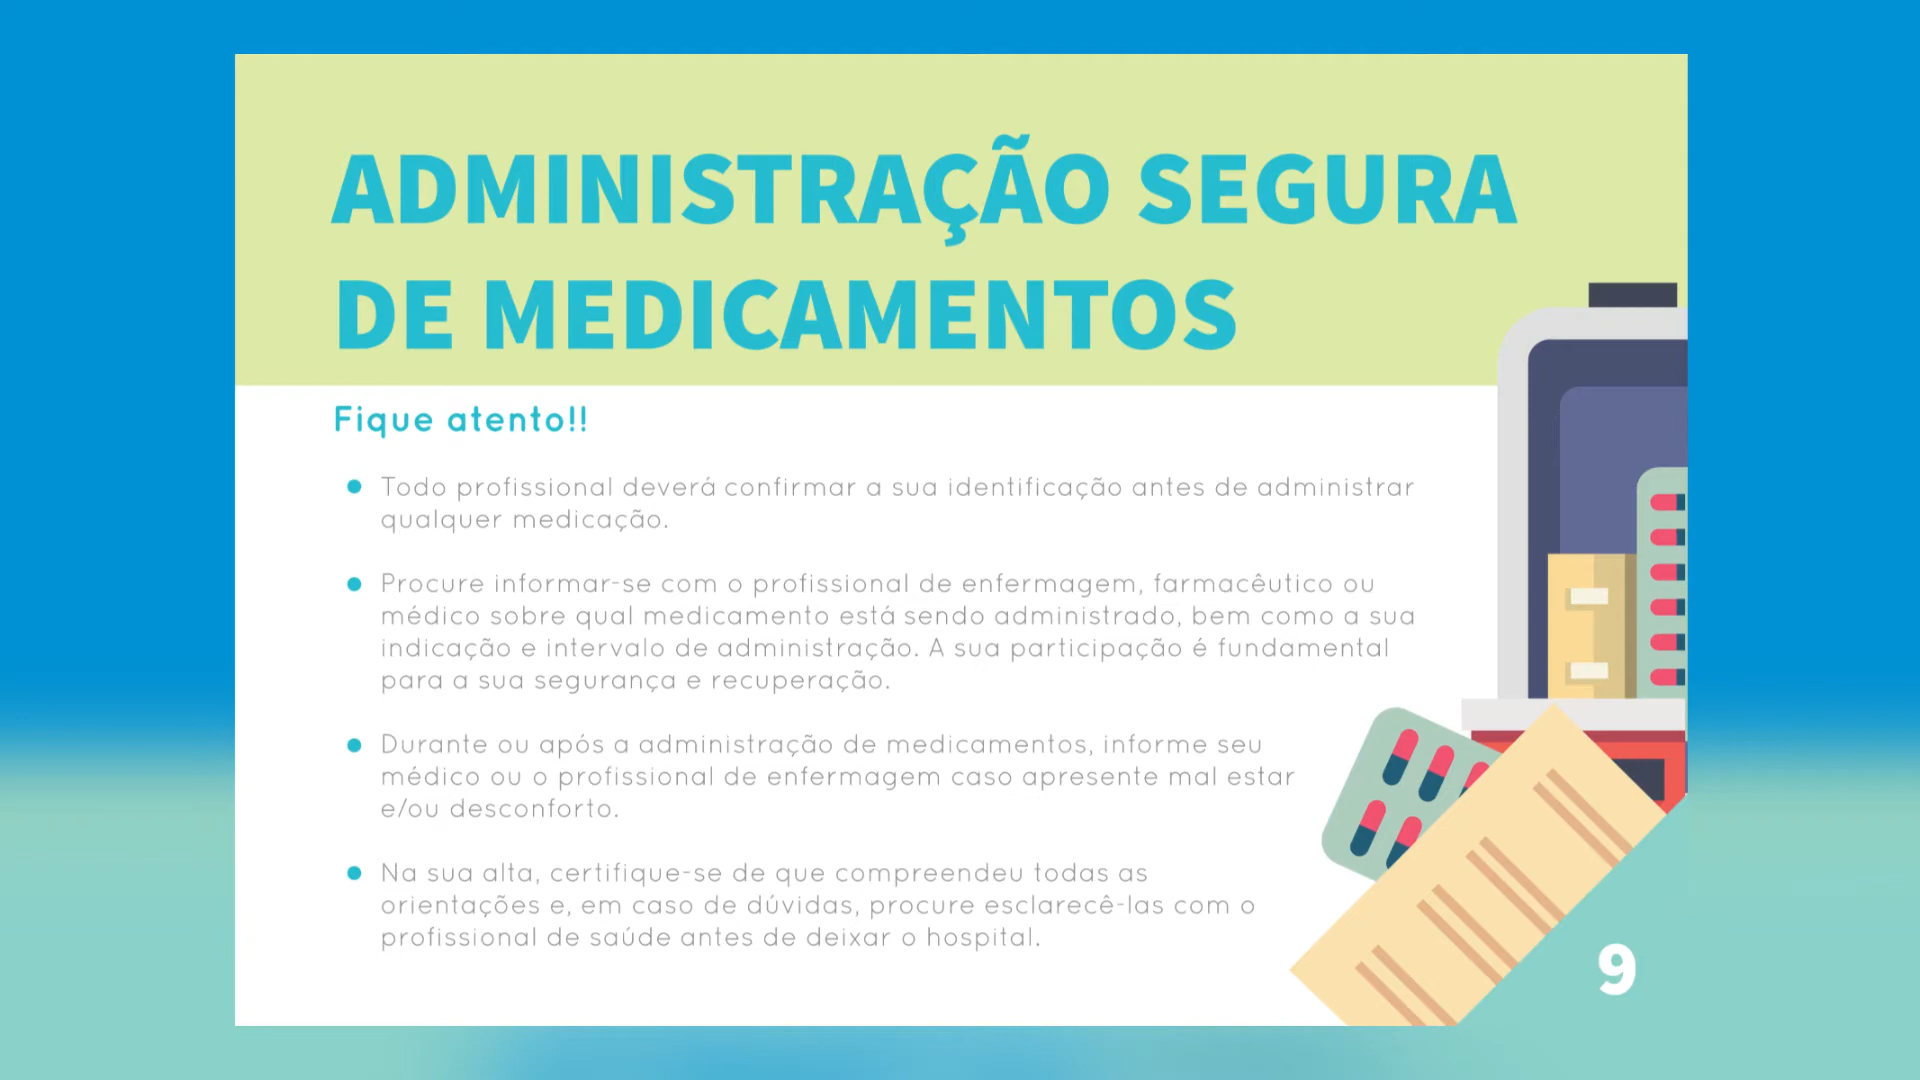 ADMINISTRAÇÃO SEGURA
DE MEDICAMENTOS
Fique atento!!
● Todo profissional deverá confirmar a sua identificação antes de administrar
qualquer medicação.
● Procure informar-se com o profissional de enfermagem, farmacêutico ou
médico sobre qual medicamento está sendo administrado, bem como a sua
indicação e intervalo de administração. A sua participação é fundamental
para a sua segurança e recuperação.
● Durante ou após a administração de medicamentos, informe seu
médico ou o profissional de enfermagem caso apresente mal estar
e/ou desconforto.
● Na sua alta, certifique-se de que compreendeu todas as
orientações e, em caso de dúvidas, procure esclarecê-las com o
profissional de saúde antes de deixar o hospital.
9